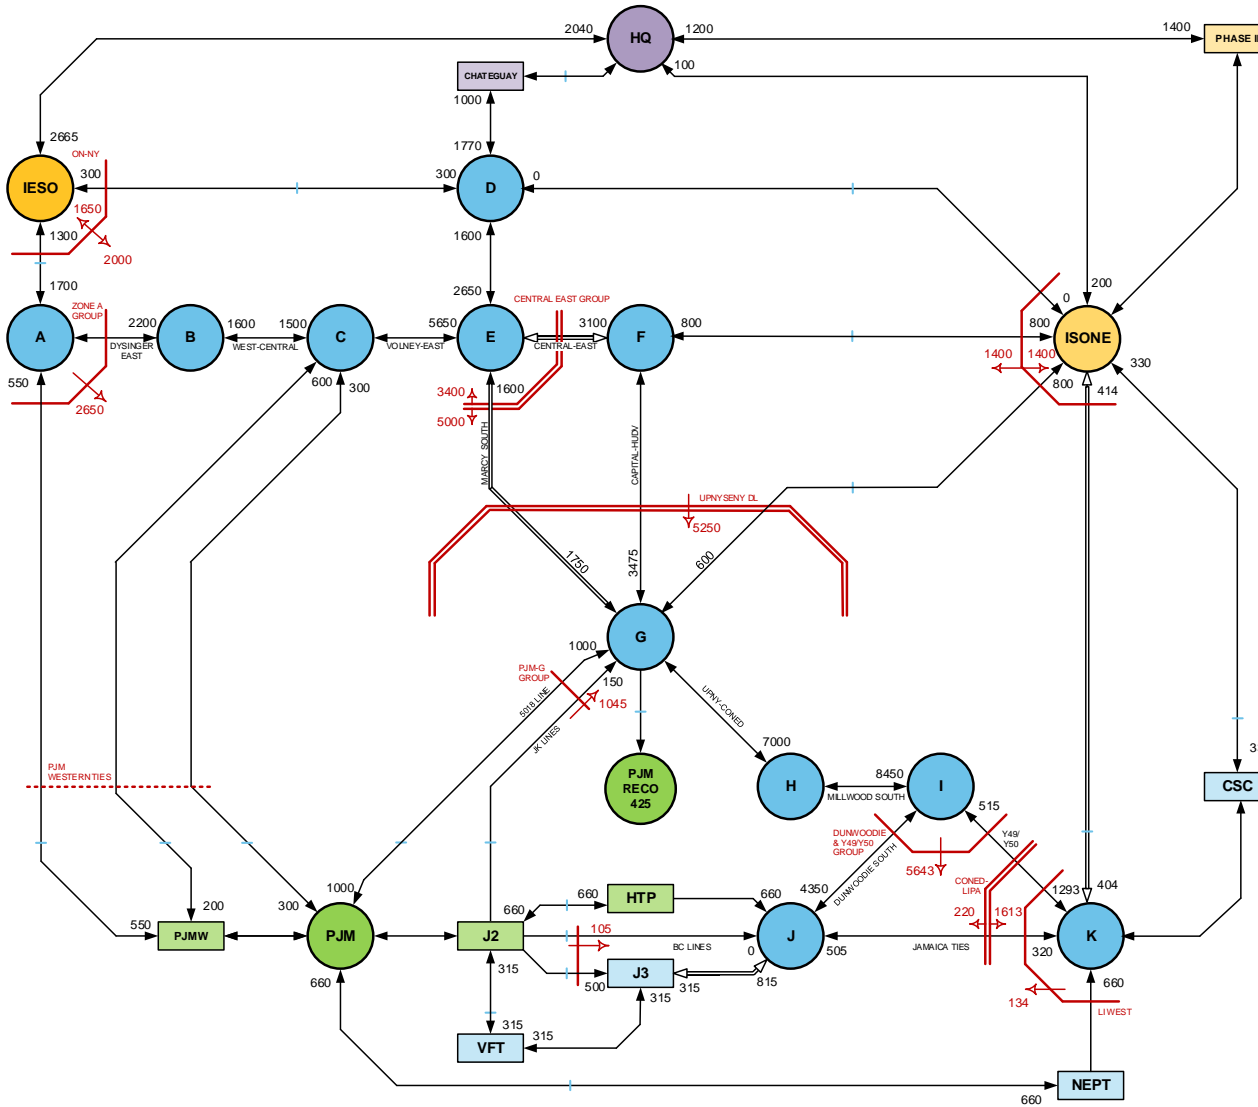 2040
HQ
1200
1400
PHASE II
100
CHATEGUAY
1000
2665
ON-NY
1770
IESO
300
300
D
0
1650
1300
2000
1600
1700
ZONE A
GROUP
2650
CENTRAL EAST GROUP
0
200
A
2200
B
1600
1500
C
5650
E
3100
F
800
800
ISONE
DYSINGER
EAST
WEST-CENTRAL
VOLNEY-EAST
CENTRAL-EAST
1400
1400
330
550
2650
600
300
3400
1600
5000
800
414
MARCY SOUTH
CAPITAL-HUDV
UPNYSENY DL
5250
1750
3475
600
G
1000
PJM-G
GROUP
150
1045
5018 LINE
JK LINES
UPNY-CONED
7000
PJM
WESTERN TIES
PJM
RECO
425
H
8450
I
MILLWOOD SOUTH
515
CSC
DUNWOODIE
& Y49/Y50
GROUP
DUNWOODIE SOUTH
5643
Y49/
Y50
CONED-
LIPA
1000
660
HTP
660
4350
1293
404
550
200
300
660
220
1613
PJMW
PJM
J2
105
J
K
BC LINES
0
505
JAMAICA TIES
320
660
315
500
J3
315
815
660
134
LI WEST
315
315
VFT
315
NEPT
660